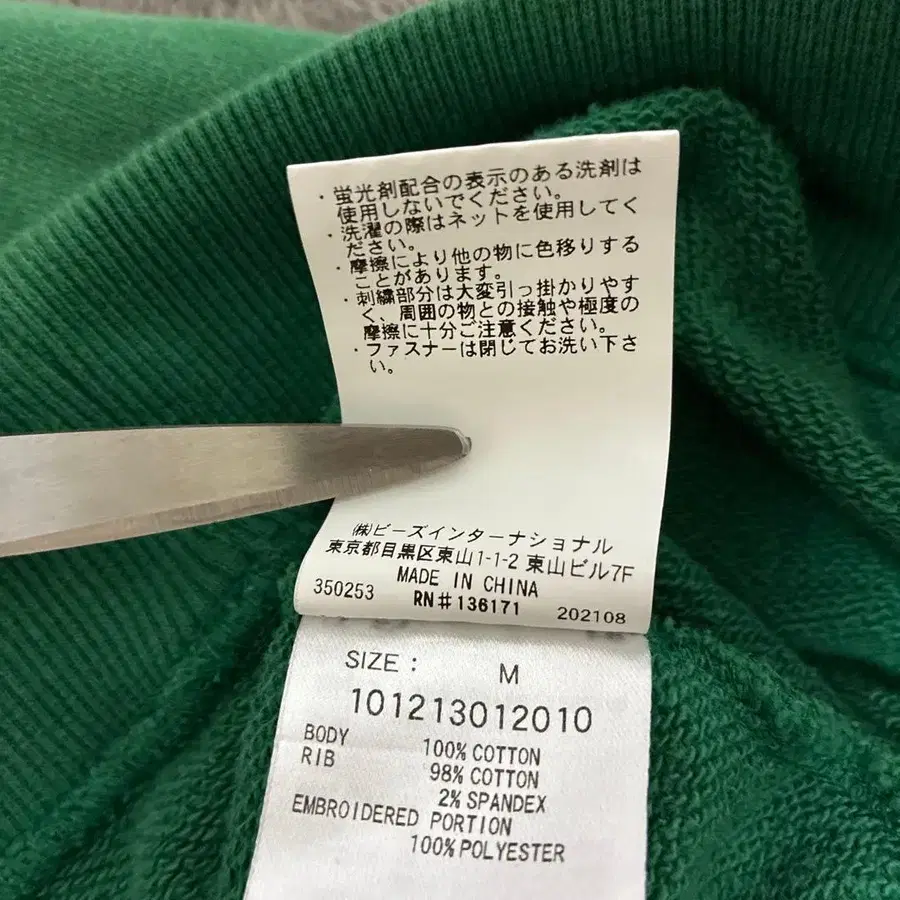 ・蛍光剤配合の表示のある洗剤は
使用しないでください。
・洗濯の際はネットを使用してく
ださい。
・摩擦により他の物に色移りする
ことがあります。
・刺繍部分は大変引っ掛かりやす
く、周囲の物との接触や極度の
摩擦に十分ご注意ください。
・ファスナーは閉じてお洗い下さ
い。
㈱ビーズインターナショナル
東京都目黒区東山1-1-2 東山ビル7F
MADE IN CHINA
350253 RN#136171 202108
SIZE: M
101213012010
BODY 100% COTTON
RIB 98% COTTON
2% SPANDEX
EMBROIDERED PORTION
100% POLYESTER